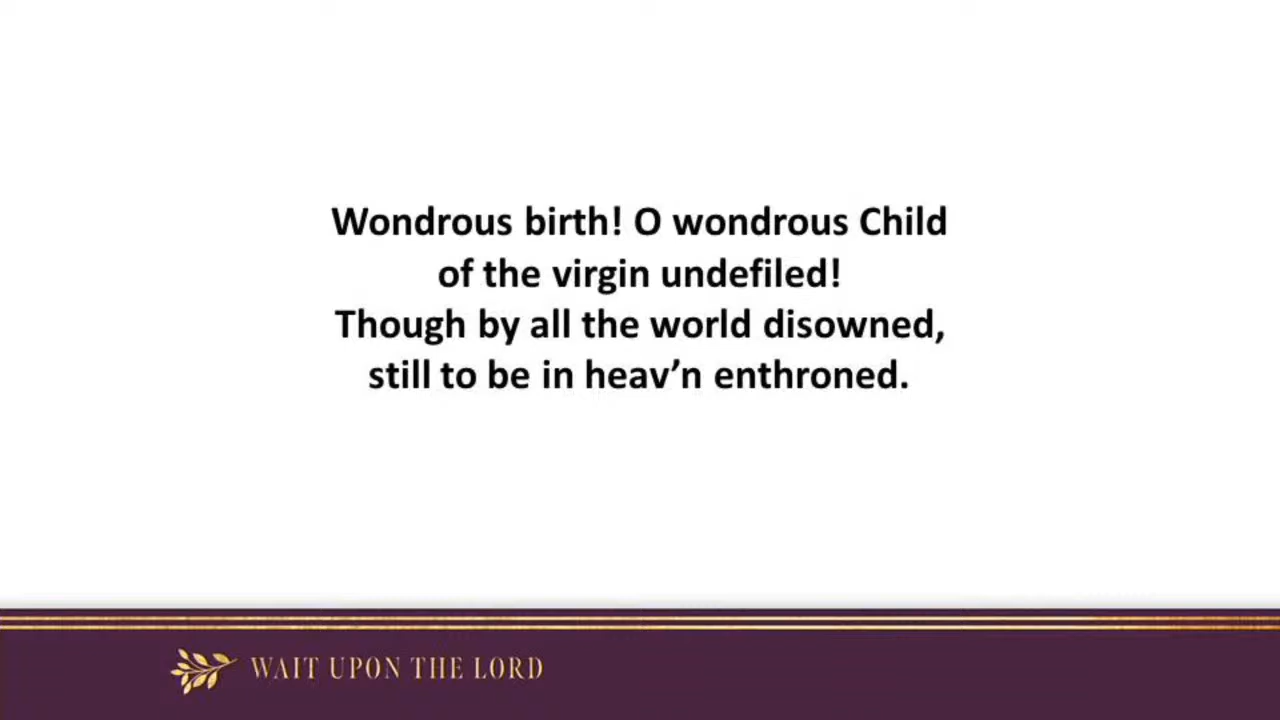 Wondrous birth! O wondrous Child
of the virgin undefiled!
Though by all the world disowned,
still to be in heav’n enthroned.
WAIT UPON THE LORD